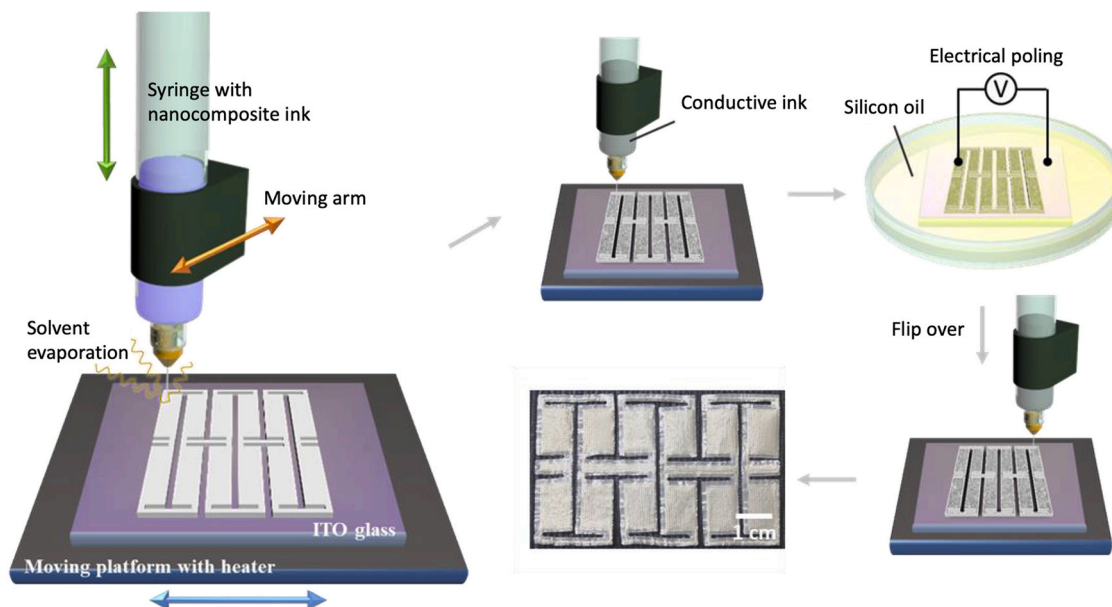 Syringe with
nanocomposite ink
Moving arm
Solvent
evaporation
ITO glass
Moving platform with heater
Conductive ink
Electrical poling
V
Silicon oil
Flip over
1 cm